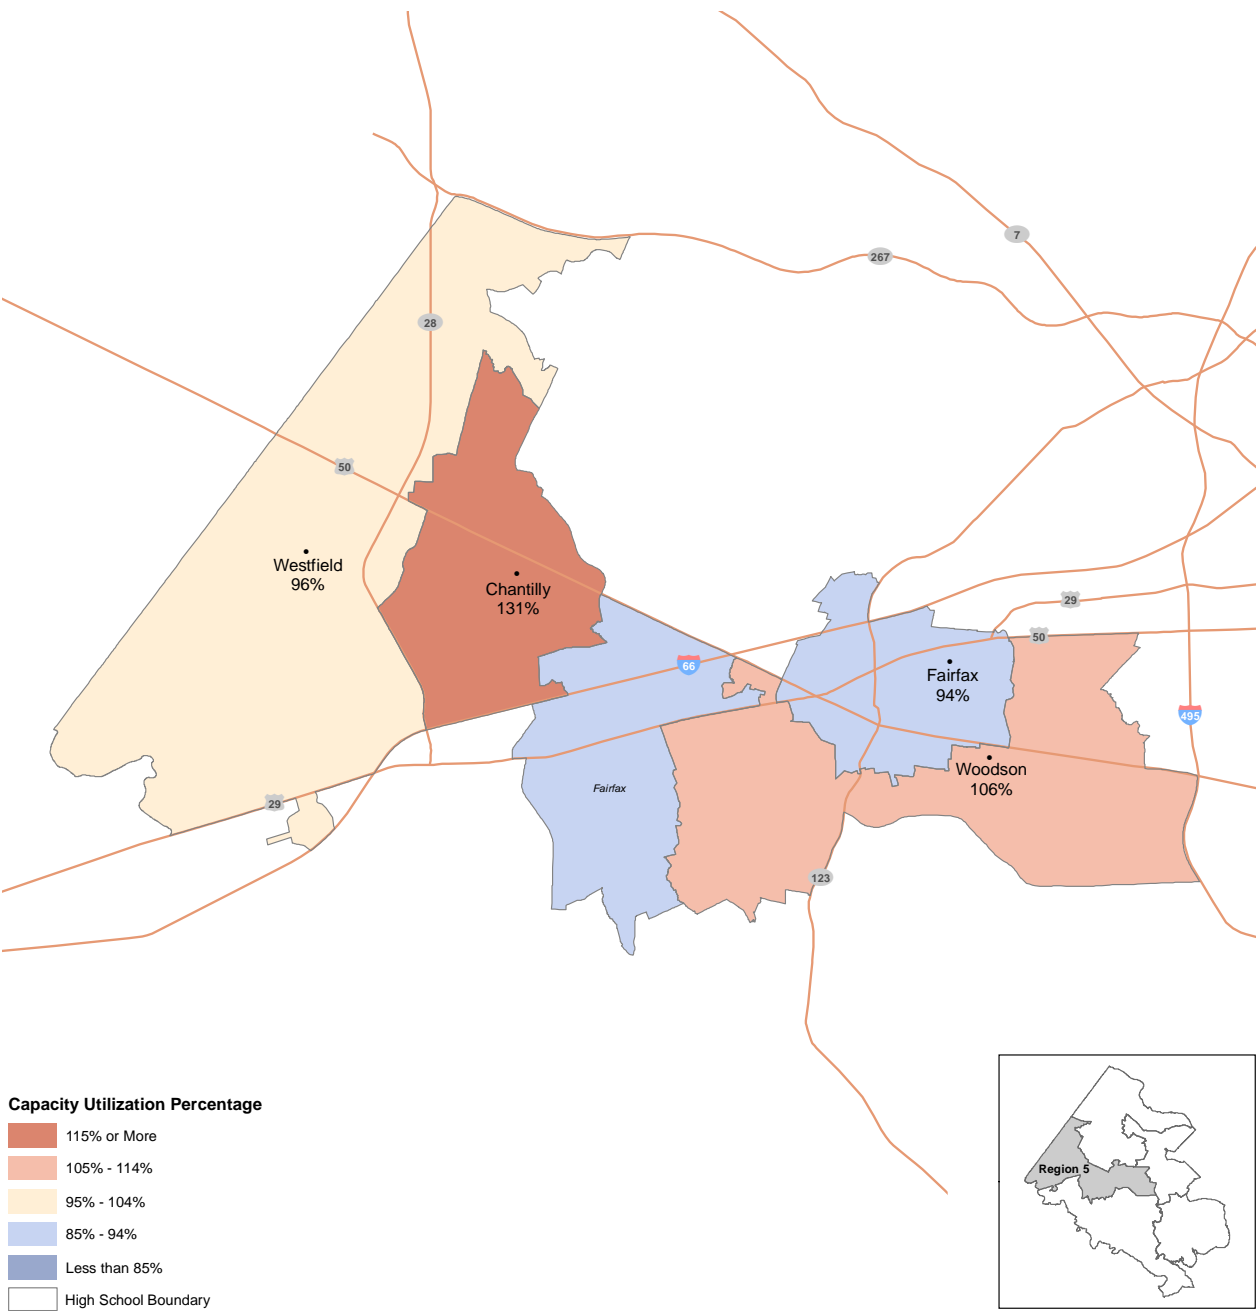 7
267
28
50
Westfield
96%
Chantilly
131%
29
50
66
Fairfax
94%
495
Woodson
106%
Fairfax
29
123
Capacity Utilization Percentage
115% or More
105% - 114%
95% - 104%
85% - 94%
Less than 85%
High School Boundary
Region 5